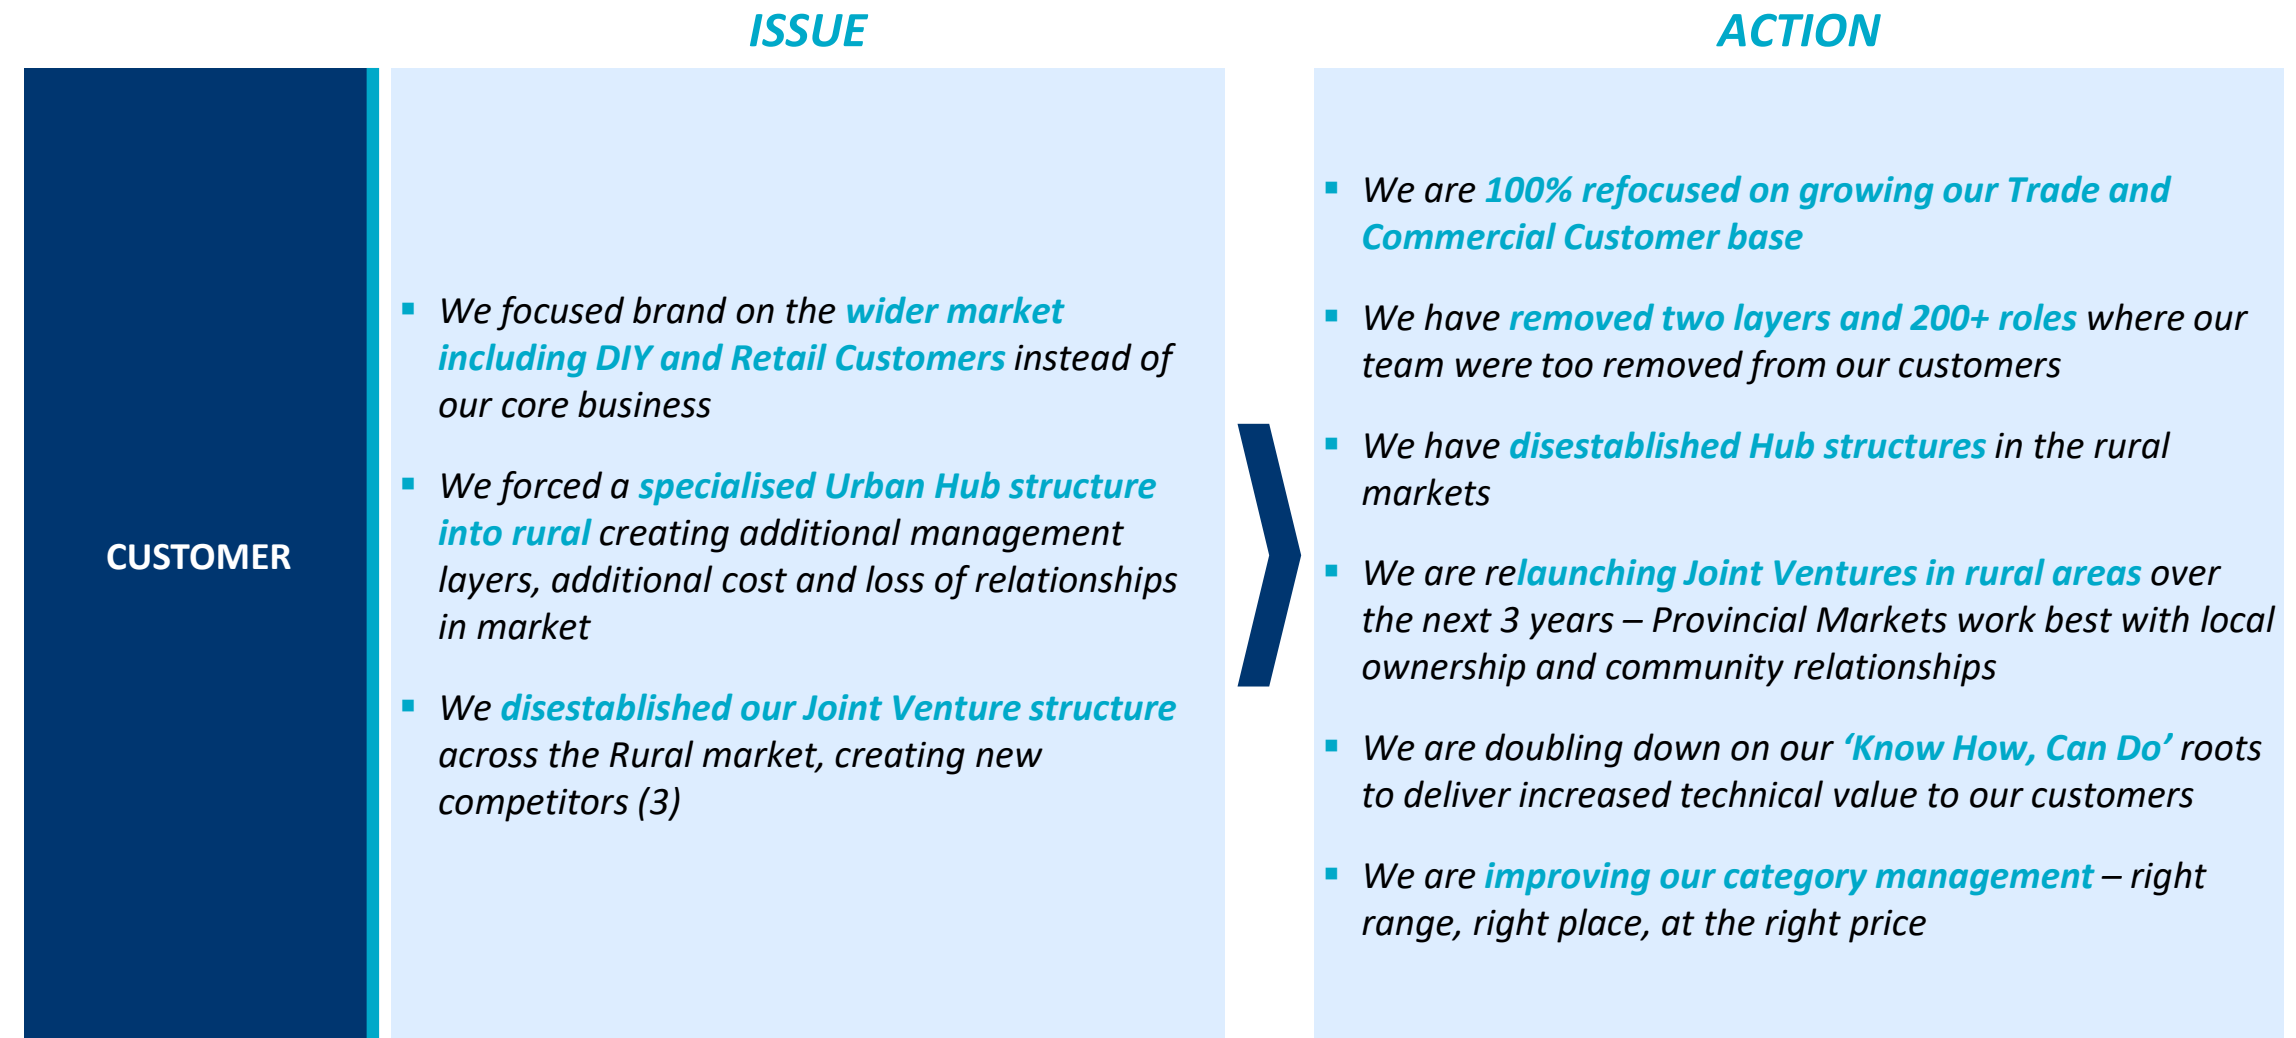 ISSUE
ACTION
CUSTOMER
▪ We focused brand on the wider market
including DIY and Retail Customers instead of
our core business
▪ We forced a specialised Urban Hub structure
into rural creating additional management
layers, additional cost and loss of relationships
in market
▪ We disestablished our Joint Venture structure
across the Rural market, creating new
competitors (3)
▪ We are 100% refocused on growing our Trade and
Commercial Customer base
▪ We have removed two layers and 200+ roles where our
team were too removed from our customers
▪ We have disestablished Hub structures in the rural
markets
▪ We are relaunching Joint Ventures in rural areas over
the next 3 years – Provincial Markets work best with local
ownership and community relationships
▪ We are doubling down on our ‘Know How, Can Do’ roots
to deliver increased technical value to our customers
▪ We are improving our category management – right
range, right place, at the right price